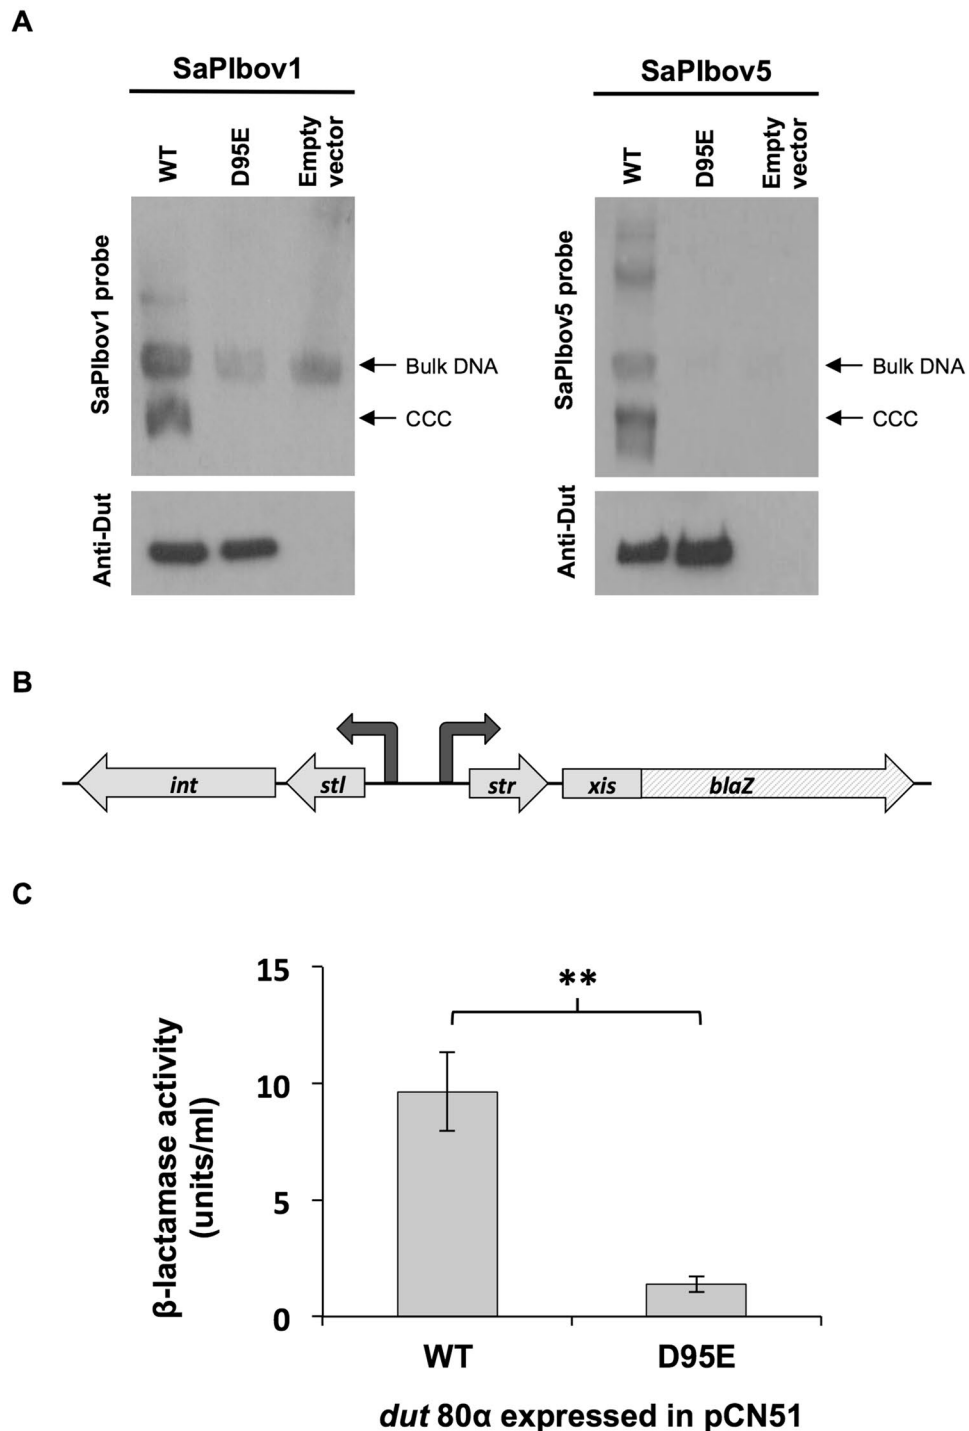 A
SaPIbov1
SaPIbov5
WT
D95E
Empty
vector
WT
D95E
Empty
vector
SaPIbov1 probe
Bulk DNA
CCC
SaPIbov5 probe
Bulk DNA
CCC
Anti-Dut
Anti-Dut
B
int
stl
str
xis
blaZ
C
β-lactamase activity
(units/ml)
15
10
5
0
**
WT
D95E
dut 80α expressed in pCN51